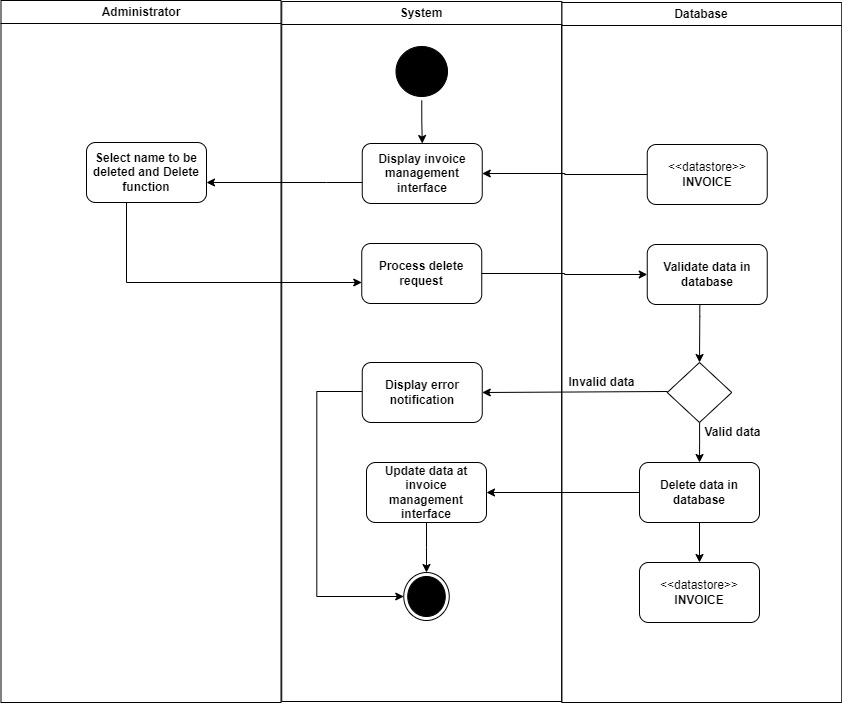 Administrator
System
Database
Select name to be
deleted and Delete
function
Display invoice
management
interface
<<datastore>>
INVOICE
Process delete
request
Validate data in
database
Display error
notification
Invalid data
Valid data
Update data at
invoice
management
interface
Delete data in
database
<<datastore>>
INVOICE